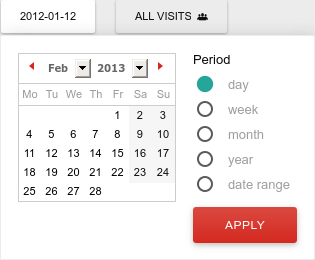 2012-01-12 ALL VISITS
Feb 2013
Mo Tu We Th Fr Sa Su
1 2 3
4 5 6 7 8 9 10
11 12 13 14 15 16 17
18 19 20 21 22 23 24
25 26 27 28
Period
day
week
month
year
date range
APPLY